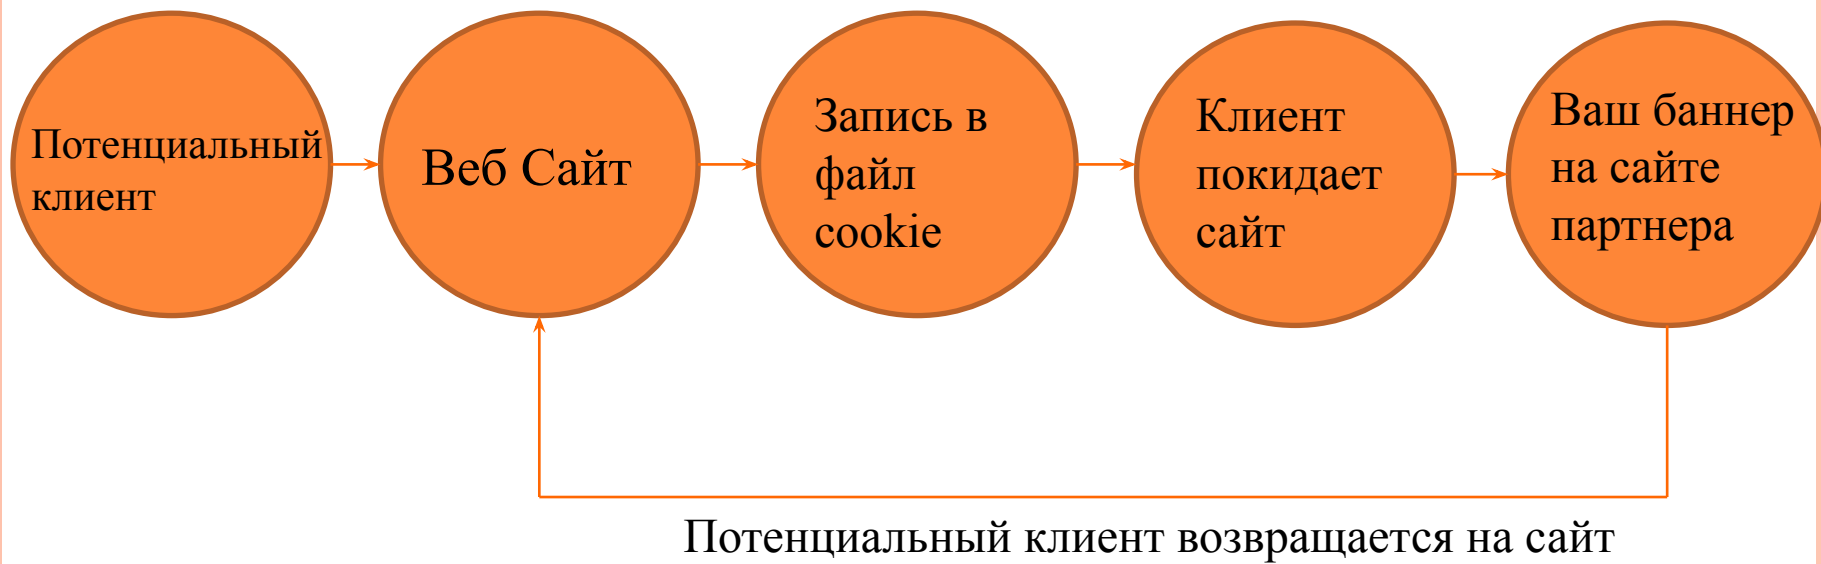 Потенциальный
клиент
Веб Сайт
Запись в
файл
cookie
Клиент
покидает
сайт
Ваш баннер
на сайте
партнера
Потенциальный клиент возвращается на сайт